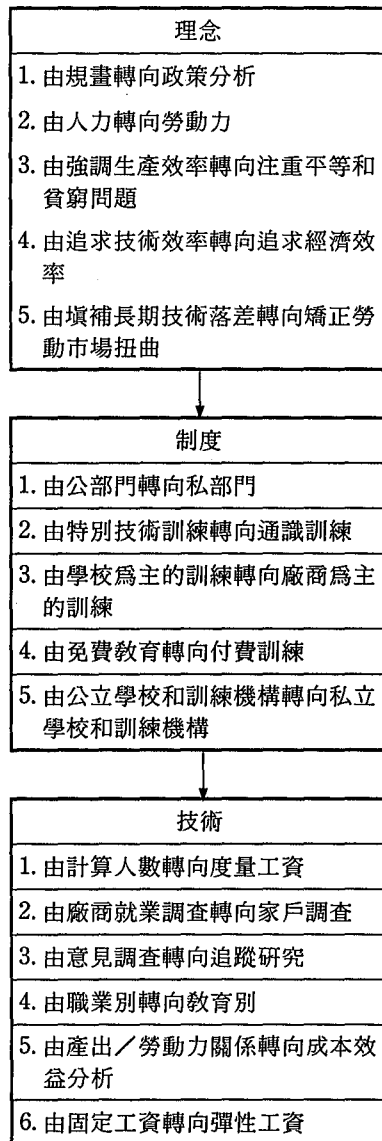 理念
1. 由規畫轉向政策分析
2. 由人力轉向勞動力
3. 由強調生產效率轉向注重平等和
貧窮問題
4. 由追求技術效率轉向追求經濟效
率
5. 由塡補長期技術落差轉向矯正勞
動市場扭曲
制度
1. 由公部門轉向私部門
2. 由特別技術訓練轉向通識訓練
3. 由學校爲主的訓練轉向廠商爲主
的訓練
4. 由免費教育轉向付費訓練
5. 由公立學校和訓練機構轉向私立
學校和訓練機構
技術
1. 由計算人數轉向度量工資
2. 由廠商就業調查轉向家戶調查
3. 由意見調查轉向追蹤研究
4. 由職業別轉向教育別
5. 由產出／勞動力關係轉向成本效
益分析
6. 由固定工資轉向彈性工資